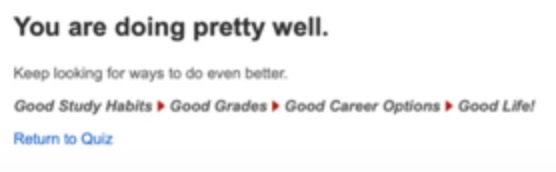 You are doing pretty well.
Keep looking for ways to do even better.
Good Study Habits ▶ Good Grades ▶ Good Career Options ▶ Good Life!
Return to Quiz